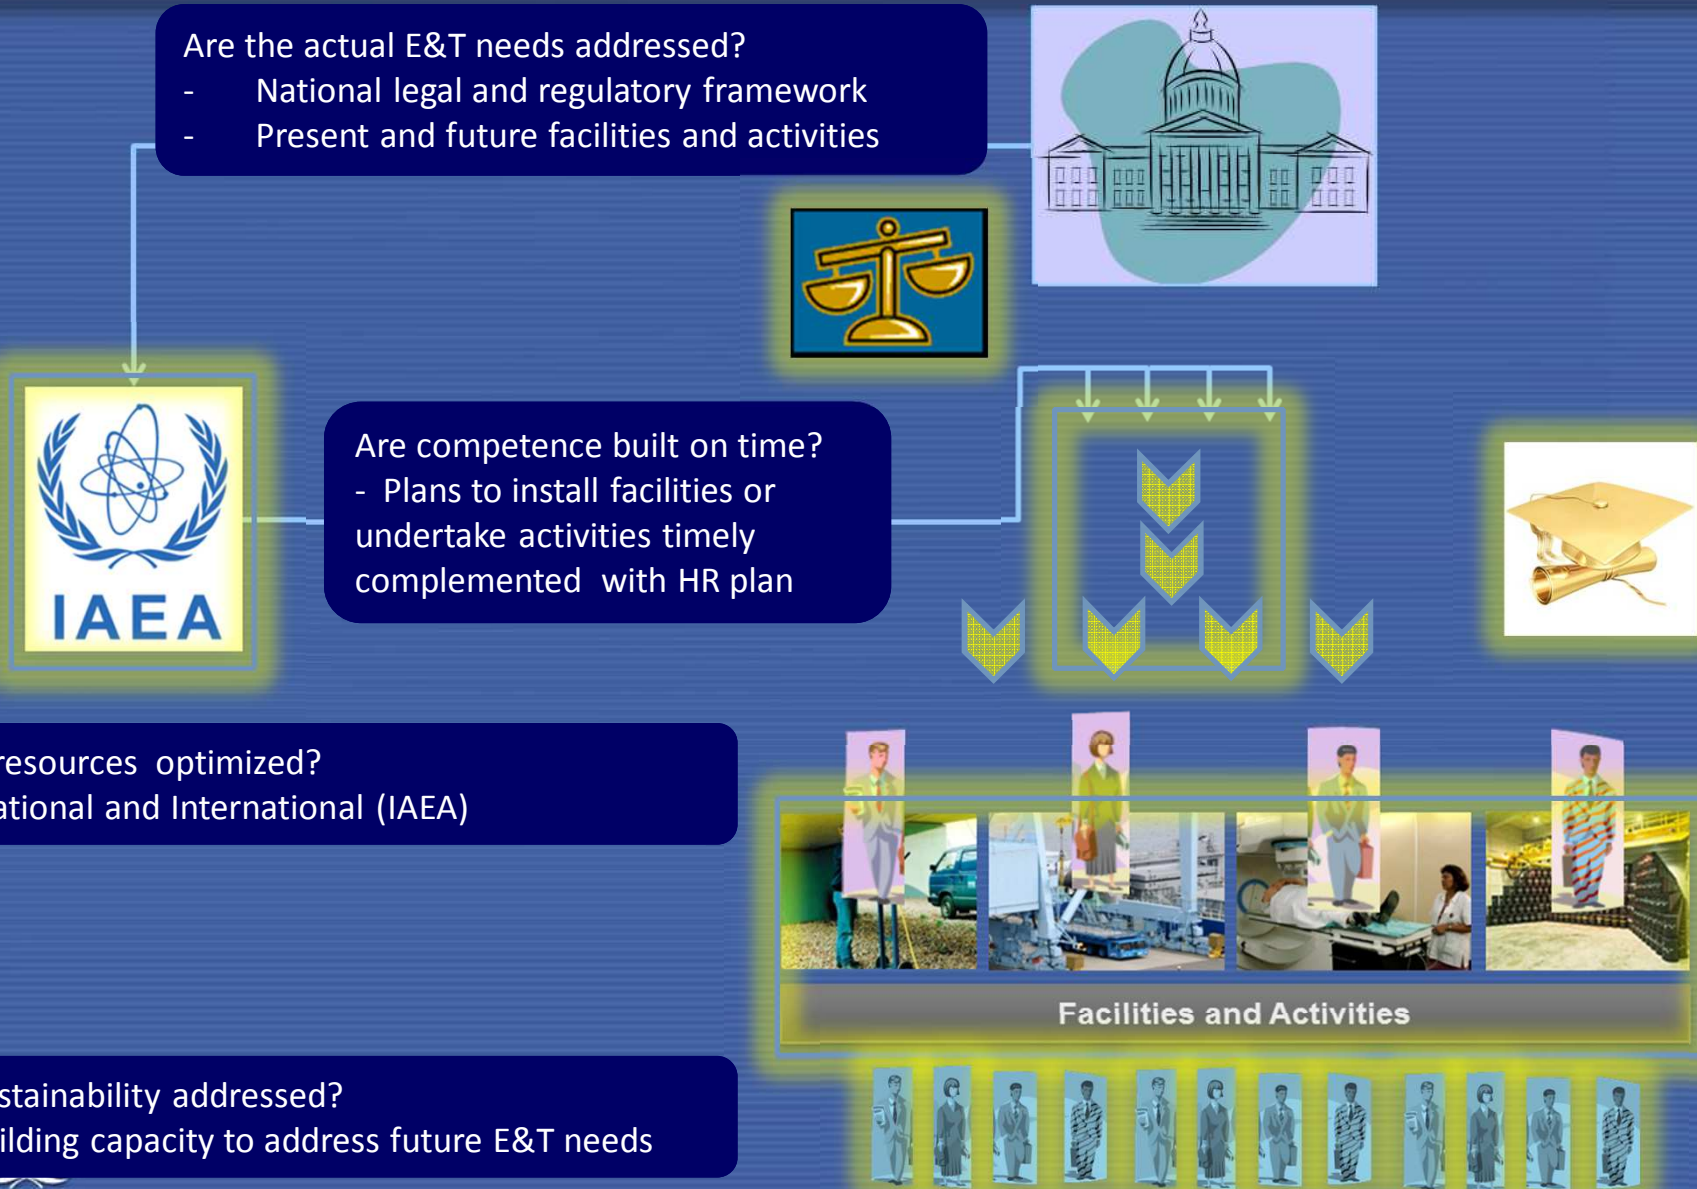 Are the actual E&T needs addressed?
- National legal and regulatory framework
- Present and future facilities and activities
IAEA
Are competence built on time?
- Plans to install facilities or
undertake activities timely
complemented with HR plan
resources optimized?
ational and International (IAEA)
Facilities and Activities
stainability addressed?
ilding capacity to address future E&T needs